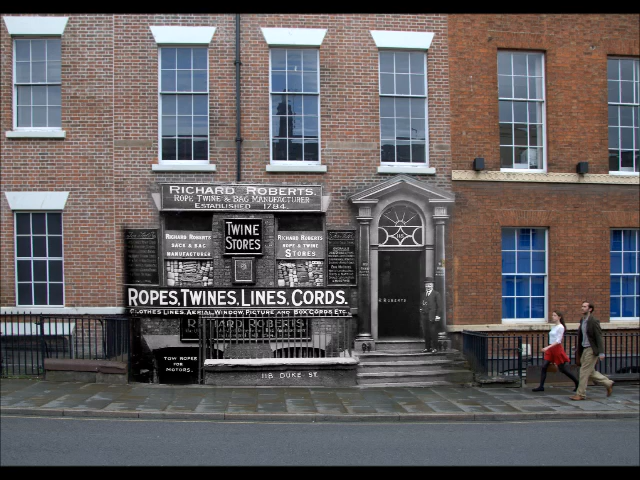 RICHARD ROBERTS.
ROPE TWINE & BAG MANUFACTURER
ESTABLISHED 1784.
TWINE
STORES
RICHARD ROBERTS
SACK & BAG
MANUFACTURER
RICHARD ROBERTS
ROPE & TWINE
STORES
ROPES, TWINES, LINES, CORDS.
CLOTHES LINES, AERIAL, WINDOW, PICTURE AND BOX CORDS ETC.
RICHARD ROBERTS
R ROBERTS
TOW ROPES
FOR
MOTORS.
118 DUKE. ST.